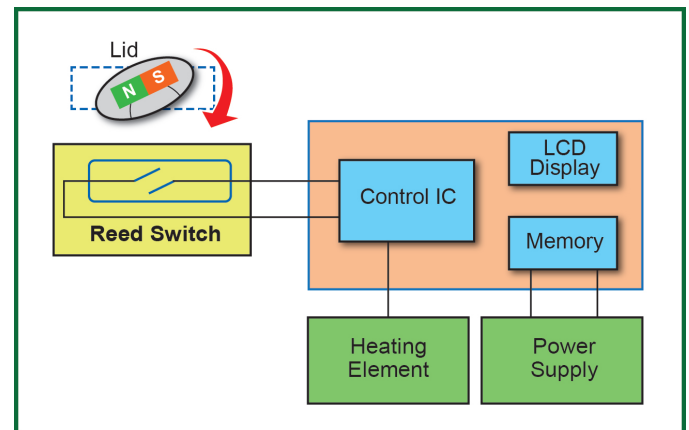 Lid
N S
LCD
Display
Control IC
Reed Switch
Memory
Heating
Element
Power
Supply